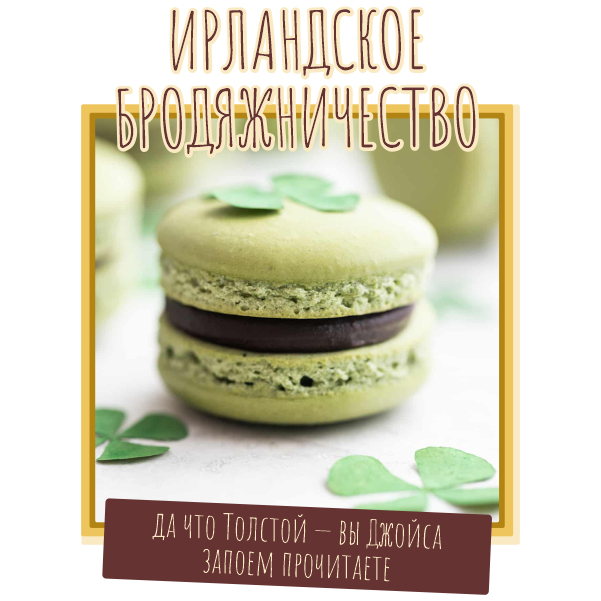 ИРЛАНДСКОЕ
БРОДЯЖНИЧЕСТВО
ДА ЧТО ТОЛСТОЙ — ВЫ ДЖОЙСА
ЗАПОЕМ ПРОЧИТАЕТЕ